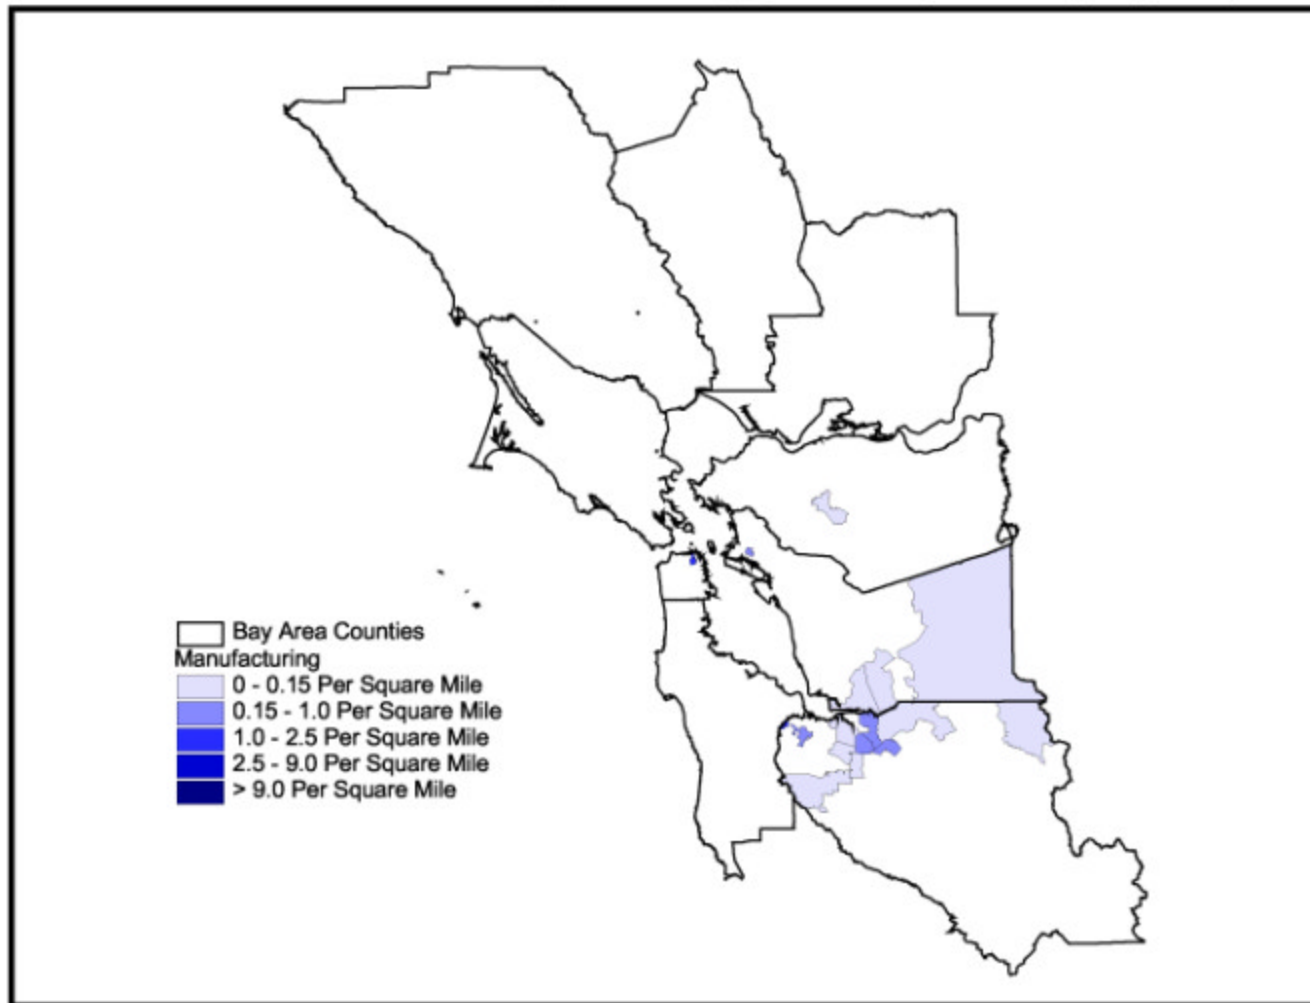 Bay Area Counties
Manufacturing
0 - 0.15 Per Square Mile
0.15 - 1.0 Per Square Mile
1.0 - 2.5 Per Square Mile
2.5 - 9.0 Per Square Mile
> 9.0 Per Square Mile